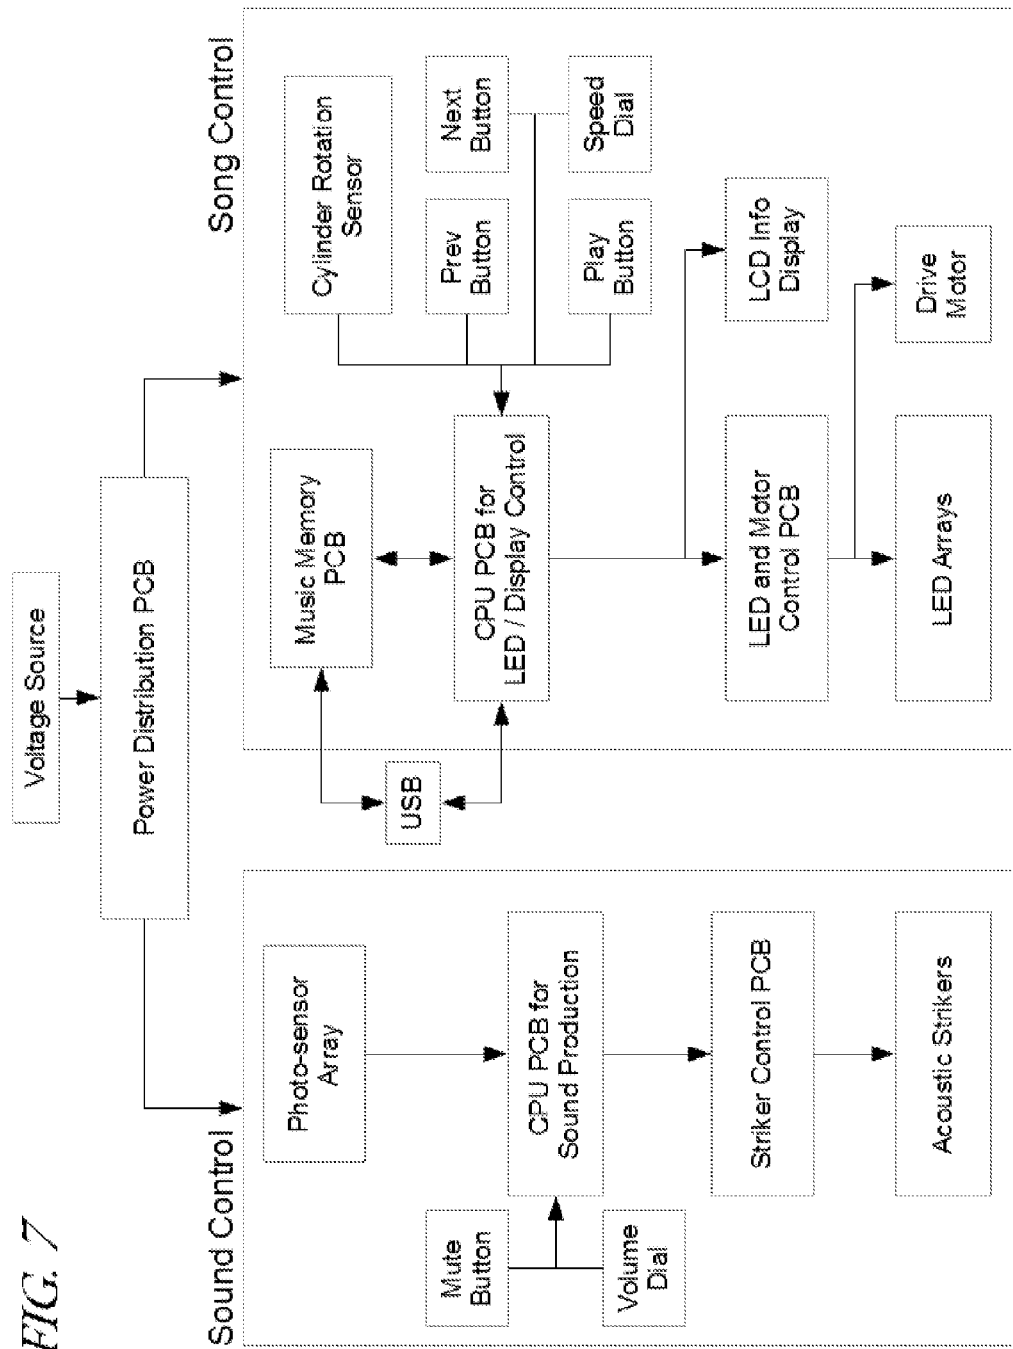 FIG. 7
Voltage Source
Power Distribution PCB
Sound Control
Photo-sensor
Array
Mute
Button
Volume
Dial
CPU PCB for
Sound Production
Striker Control PCB
Acoustic Strikers
USB
Song Control
Music Memory
PCB
Cylinder Rotation
Sensor
Prev
Button
Next
Button
Play
Button
Speed
Dial
CPU PCB for
LED / Display Control
LCD Info
Display
LED and Motor
Control PCB
Drive
Motor
LED Arrays